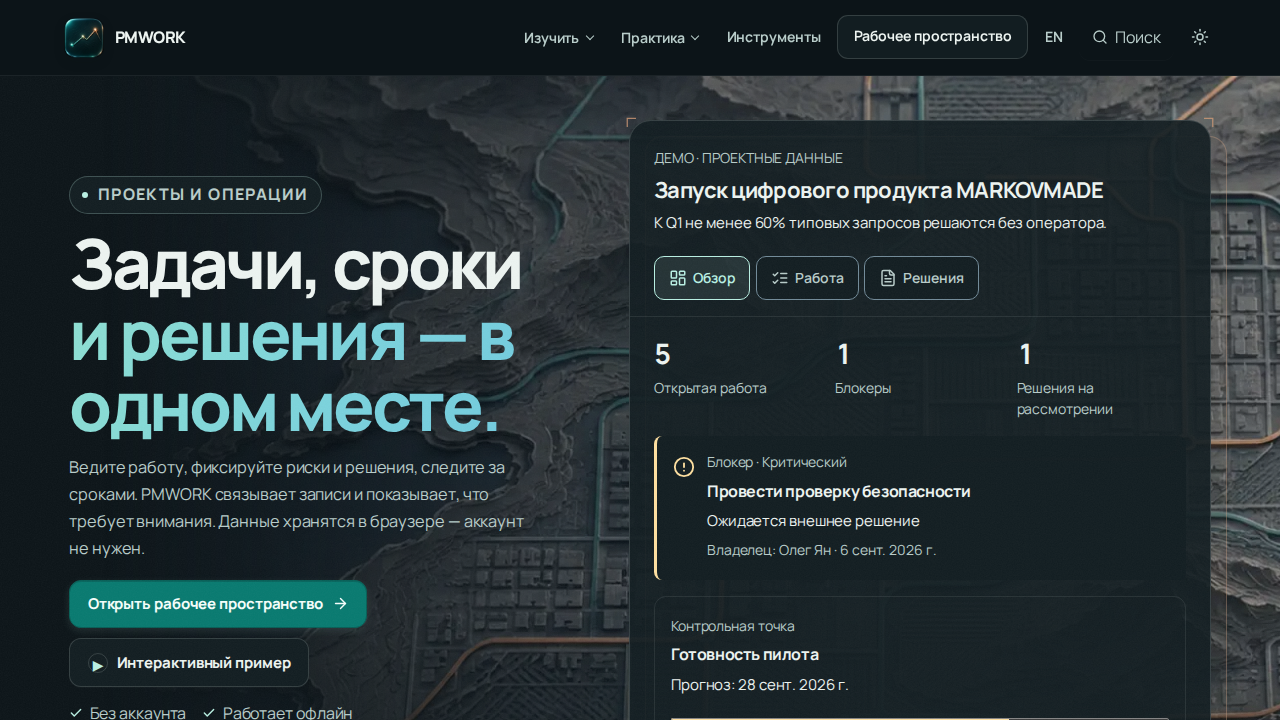 PMWORK
Изучить
Практика
Инструменты
Рабочее пространство
EN
Поиск
ПРОЕКТЫ И ОПЕРАЦИИ
Задачи, сроки
и решения — в
одном месте.
Ведите работу, фиксируйте риски и решения, следите за
сроками. PMWORK связывает записи и показывает, что
требует внимания. Данные хранятся в браузере — аккаунт
не нужен.
Открыть рабочее пространство
Интерактивный пример
Без аккаунта
Работает офлайн
ДЕМО · ПРОЕКТНЫЕ ДАННЫЕ
Запуск цифрового продукта MARKOVMADE
К Q1 не менее 60% типовых запросов решаются без оператора.
Обзор
Работа
Решения
5
Открытая работа
1
Блокеры
1
Решения на
рассмотрении
Блокер · Критический
Провести проверку безопасности
Ожидается внешнее решение
Владелец: Олег Ян · 6 сент. 2026 г.
Контрольная точка
Готовность пилота
Прогноз: 28 сент. 2026 г.